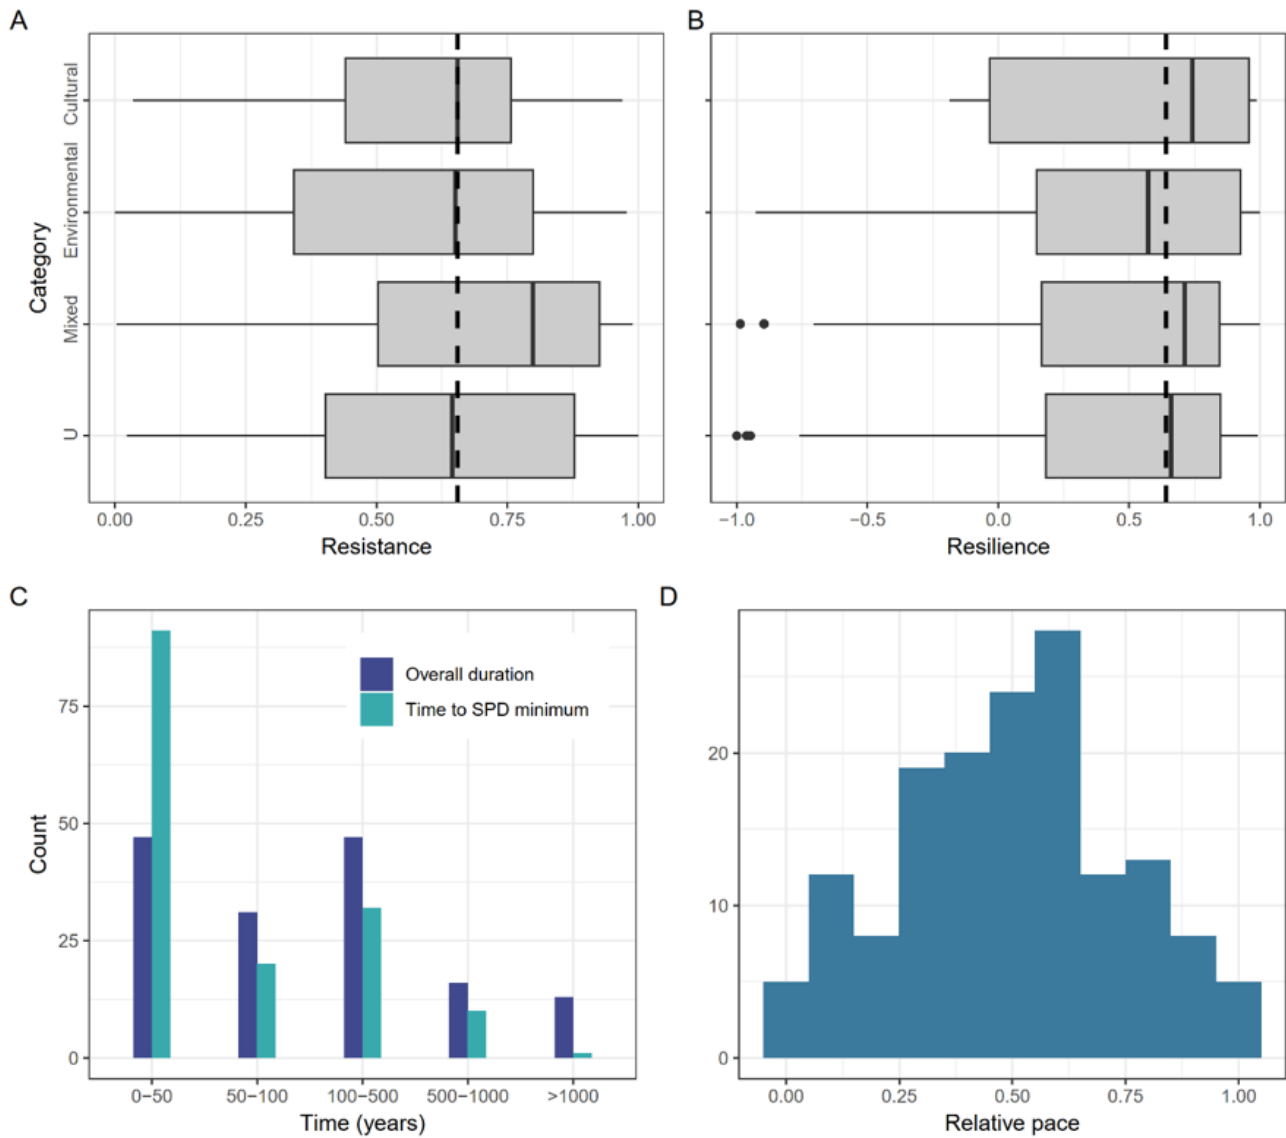 A
B
Category
Cultural
Environmental
Mixed
U
0.00 0.25 0.50 0.75 1.00
Resistance
−1.0 −0.5 0.0 0.5 1.0
Resilience
C
D
Count
75
50
25
0
Overall duration
Time to SPD minimum
0−50 50−100 100−500 500−1000 >1000
Time (years)
20
10
0
0.00 0.25 0.50 0.75 1.00
Relative pace